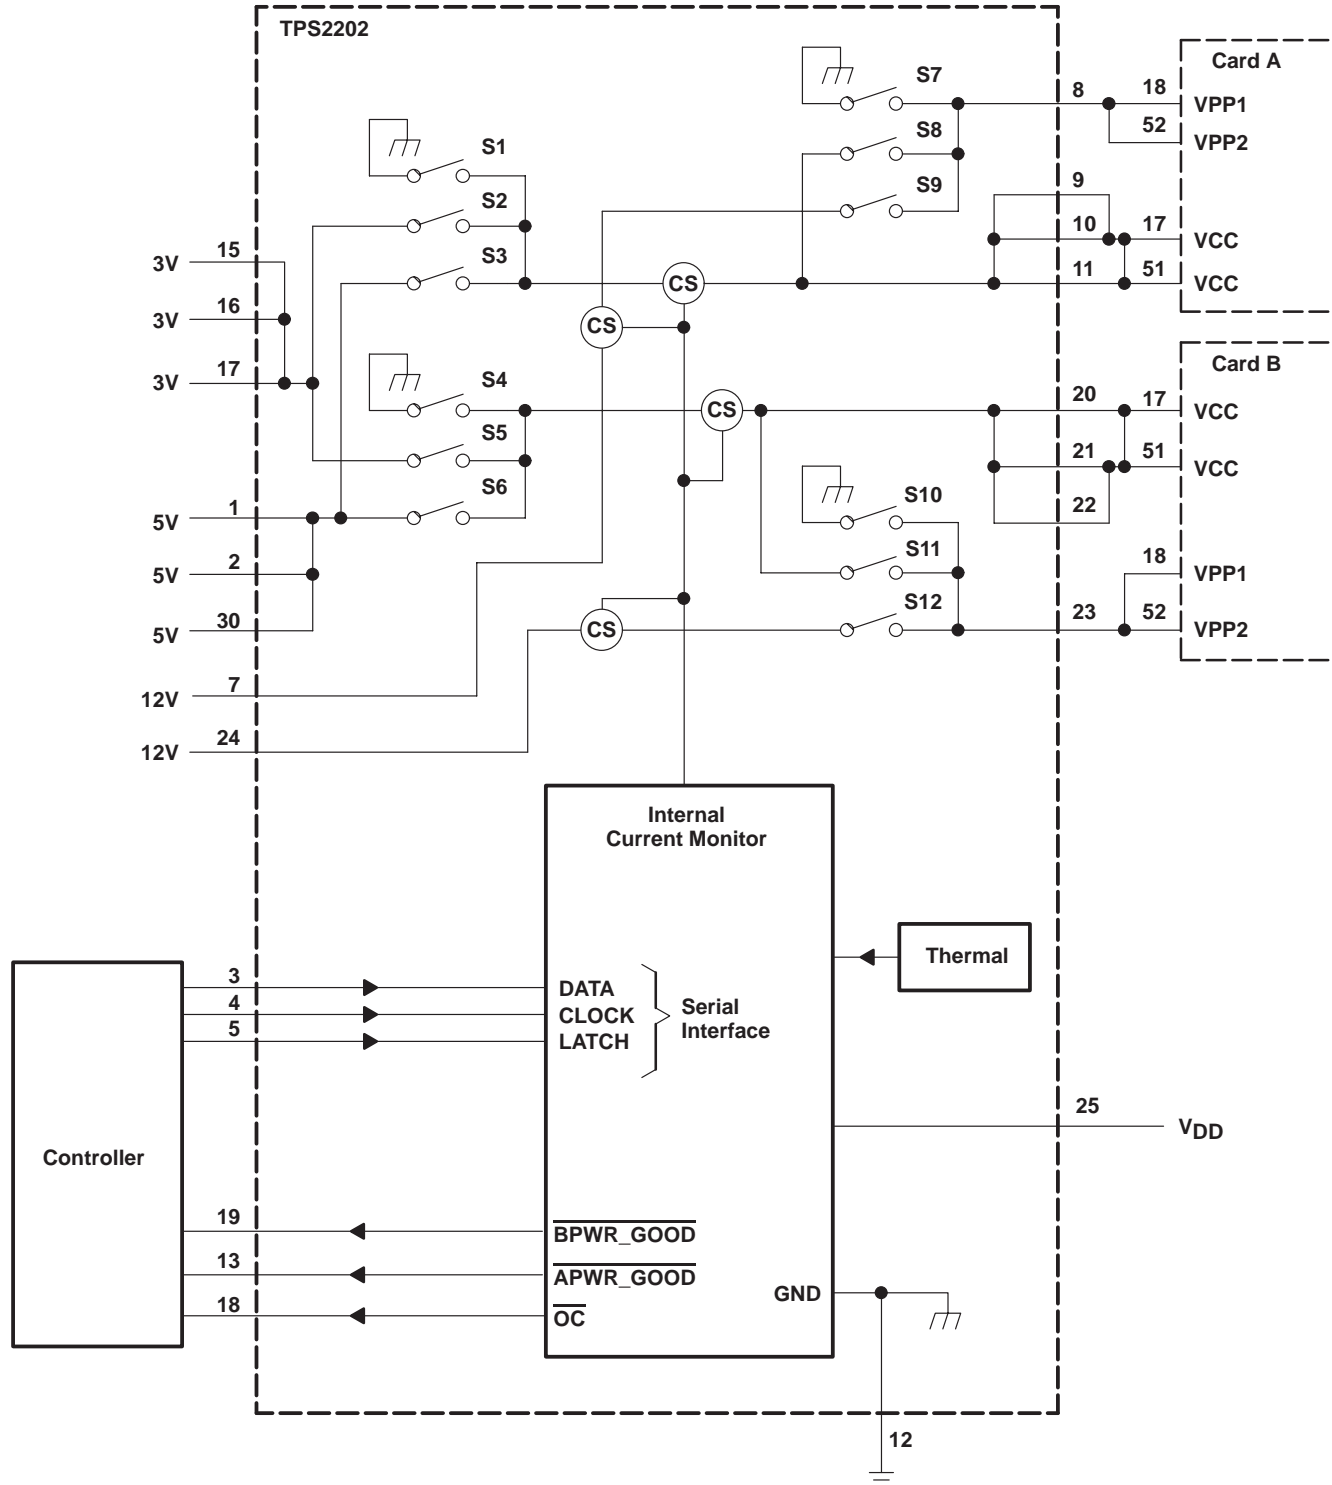 TPS2202
Card A
S7
8
18
VPP1
S8
52
VPP2
S1
S9
9
S2
10
17
VCC
15
3V
S3
CS
11
51
VCC
16
3V
CS
17
3V
Card B
S4
CS
20
17
VCC
S5
21
51
VCC
S6
S10
22
1
5V
S11
2
5V
18
VPP1
S12
30
5V
CS
23
52
VPP2
7
12V
24
12V
Internal
Current Monitor
Thermal
3
DATA
4
CLOCK
Serial
Interface
5
LATCH
25
VDD
Controller
19
BPWR_GOOD
13
APWR_GOOD
GND
18
OC
12